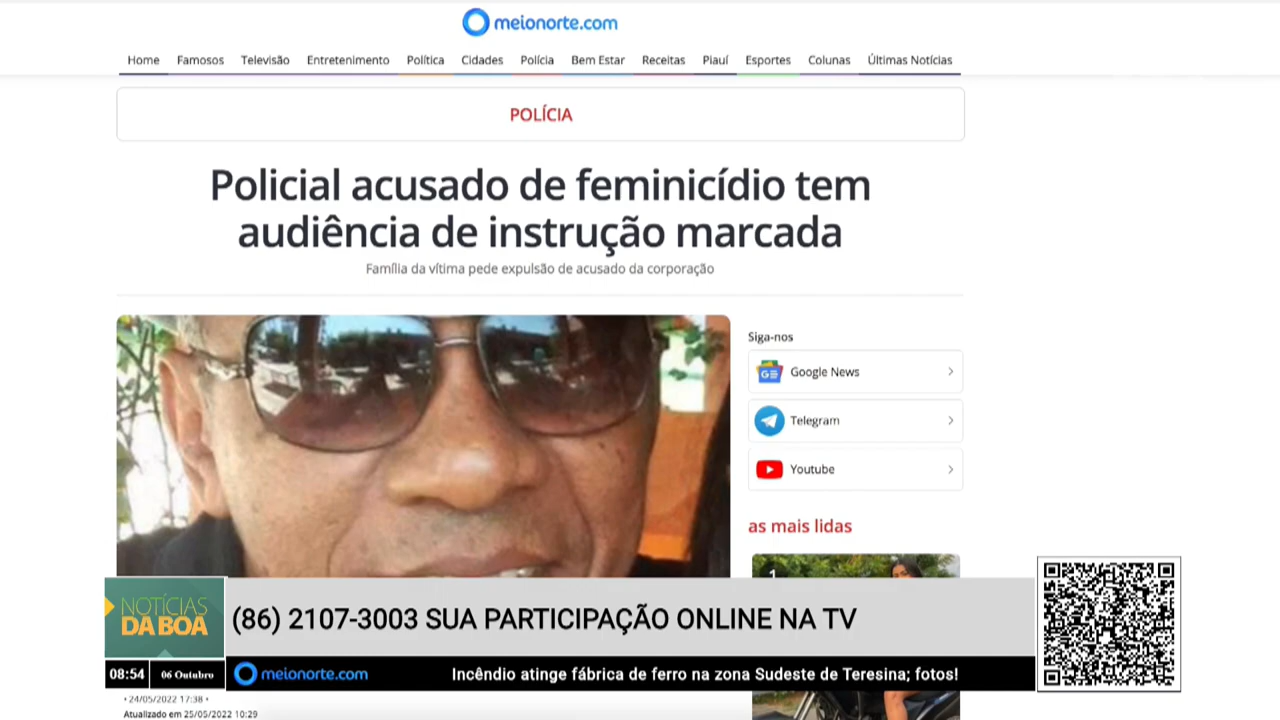 meionorte.com
Home Famosos Televisão Entretenimento Política Cidades Polícia Bem Estar Receitas Piauí Esportes Colunas Últimas Notícias
POLÍCIA
Policial acusado de feminicídio tem
audiência de instrução marcada
Família da vítima pede expulsão de acusado da corporação
Siga-nos
Google News
Telegram
Youtube
as mais lidas
1
NOTÍCIAS
DA BOA
(86) 2107-3003 SUA PARTICIPAÇÃO ONLINE NA TV
08:54 06 Outubro meionorte.com Incêndio atinge fábrica de ferro na zona Sudeste de Teresina; fotos!
• 24/05/2022 17:38 •
Atualizado em 25/05/2022 10:29